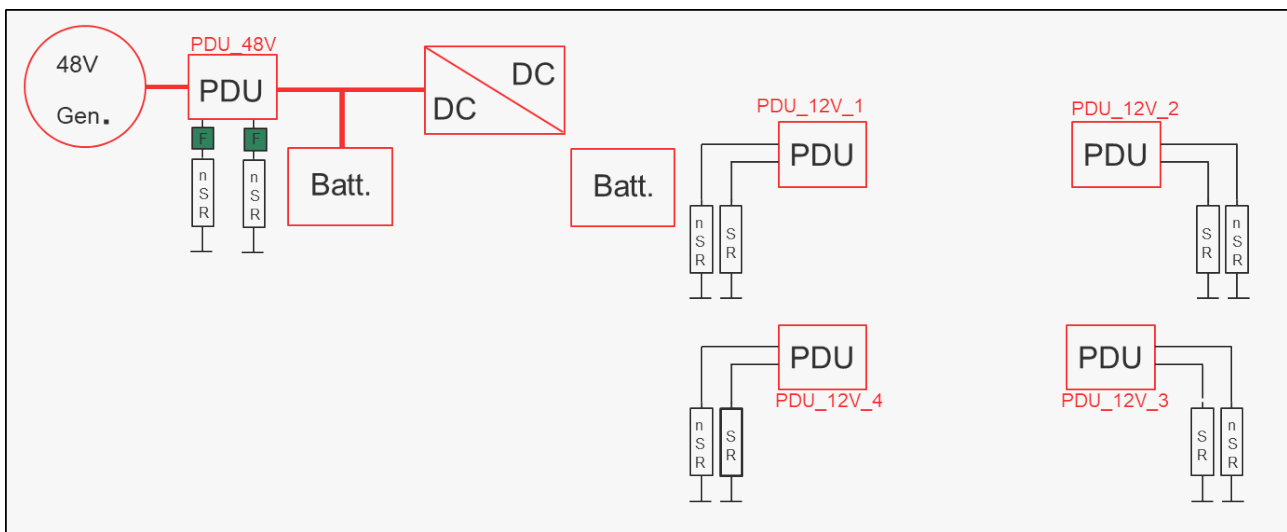 48V
Gen.
PDU_48V
PDU
F
F
n
S
R
n
S
R
DC
DC
Batt.
Batt.
PDU_12V_1
PDU
n
S
R
S
R
PDU_12V_2
PDU
S
R
n
S
R
PDU
PDU_12V_4
n
S
R
S
R
PDU
PDU_12V_3
S
R
n
S
R